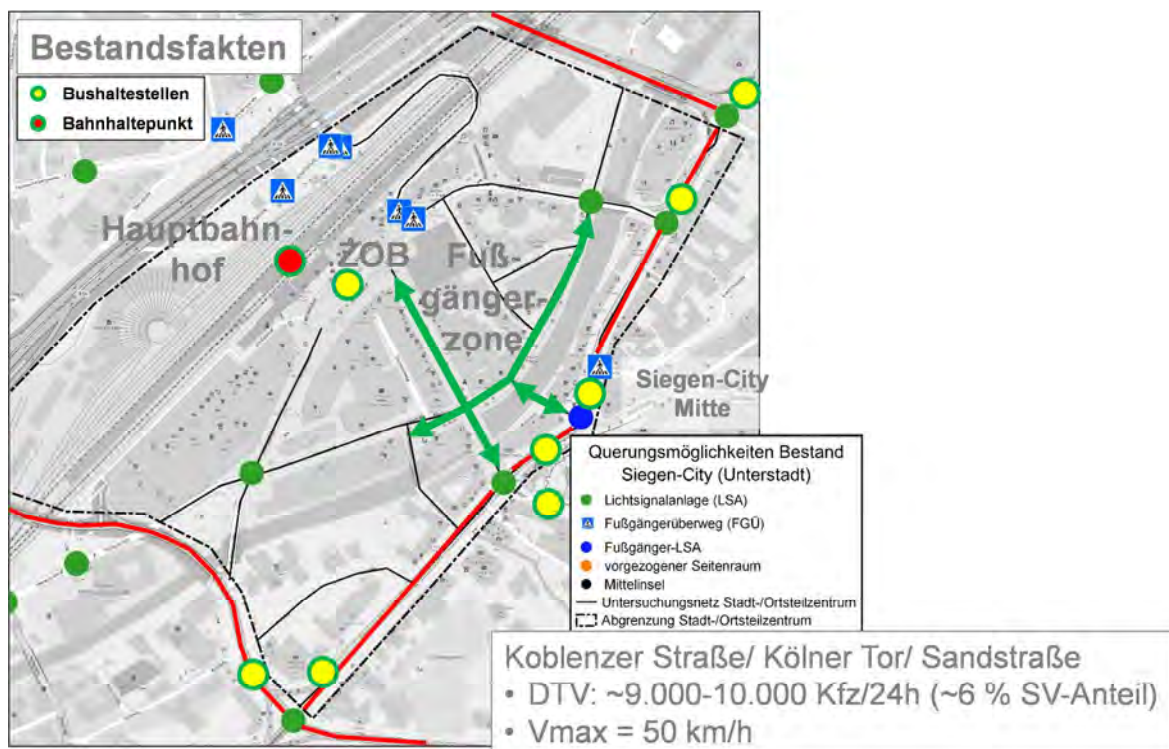 Bestandsfakten
Bushaltestellen
Bahnhaltepunkt
Hauptbahn-
hof
ZOB
Fuß-
gänger-
zone
Siegen-City
Mitte
Querungsmöglichkeiten Bestand
Siegen-City (Unterstadt)
Lichtsignalanlage (LSA)
Fußgängerüberweg (FGÜ)
Fußgänger-LSA
vorgezogener Seitenraum
Mittelinsel
Untersuchungsnetz Stadt-/Ortsteilzentrum
Abgrenzung Stadt-/Ortsteilzentrum
Koblenzer Straße/ Kölner Tor/ Sandstraße
• DTV: ~9.000-10.000 Kfz/24h (~6 % SV-Anteil)
• Vmax = 50 km/h